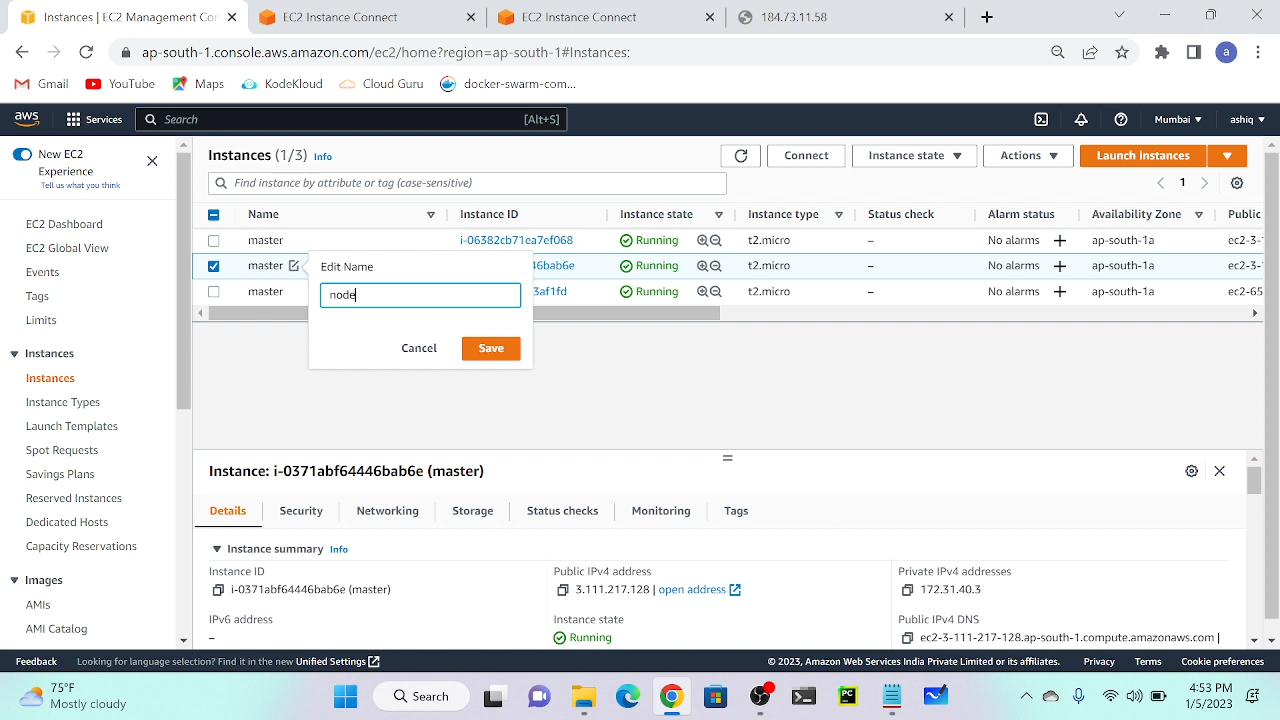 Instances | EC2 Management Con
EC2 Instance Connect
EC2 Instance Connect
184.73.11.58
ap-south-1.console.aws.amazon.com/ec2/home?region=ap-south-1#Instances:
a
Gmail
YouTube
Maps
KodeKloud
Cloud Guru
docker-swarm-com...
aws
Services
Search
[Alt+S]
Mumbai
ashiq
New EC2
Experience
Tell us what you think
EC2 Dashboard
EC2 Global View
Events
Tags
Limits
Instances
Instances
Instance Types
Launch Templates
Spot Requests
Savings Plans
Reserved Instances
Dedicated Hosts
Capacity Reservations
Images
AMIs
AMI Catalog
Instances (1/3) Info
Connect
Instance state
Actions
Launch Instances
Find instance by attribute or tag (case-sensitive)
1
Name
Instance ID
Instance state
Instance type
Status check
Alarm status
Availability Zone
Public
master i-06382cb71ea7ef068 Running t2.micro – No alarms + ap-south-1a ec2-3-
master 46bab6e Running t2.micro – No alarms + ap-south-1a ec2-3-
master 3af1fd Running t2.micro – No alarms + ap-south-1a ec2-65
Edit Name
node
Cancel
Save
Instance: i-0371abf64446bab6e (master)
Details
Security
Networking
Storage
Status checks
Monitoring
Tags
Instance summary Info
Instance ID
i-0371abf64446bab6e (master)
Public IPv4 address
3.111.217.128 | open address
Private IPv4 addresses
172.31.40.3
IPv6 address
–
Instance state
Running
Public IPv4 DNS
ec2-3-111-217-128.ap-south-1.compute.amazonaws.com |
Feedback
Looking for language selection? Find it in the new Unified Settings
© 2023, Amazon Web Services India Private Limited or its affiliates.
Privacy
Terms
Cookie preferences
75°F
Mostly cloudy
Search
PC
4:53 PM
1/5/2023